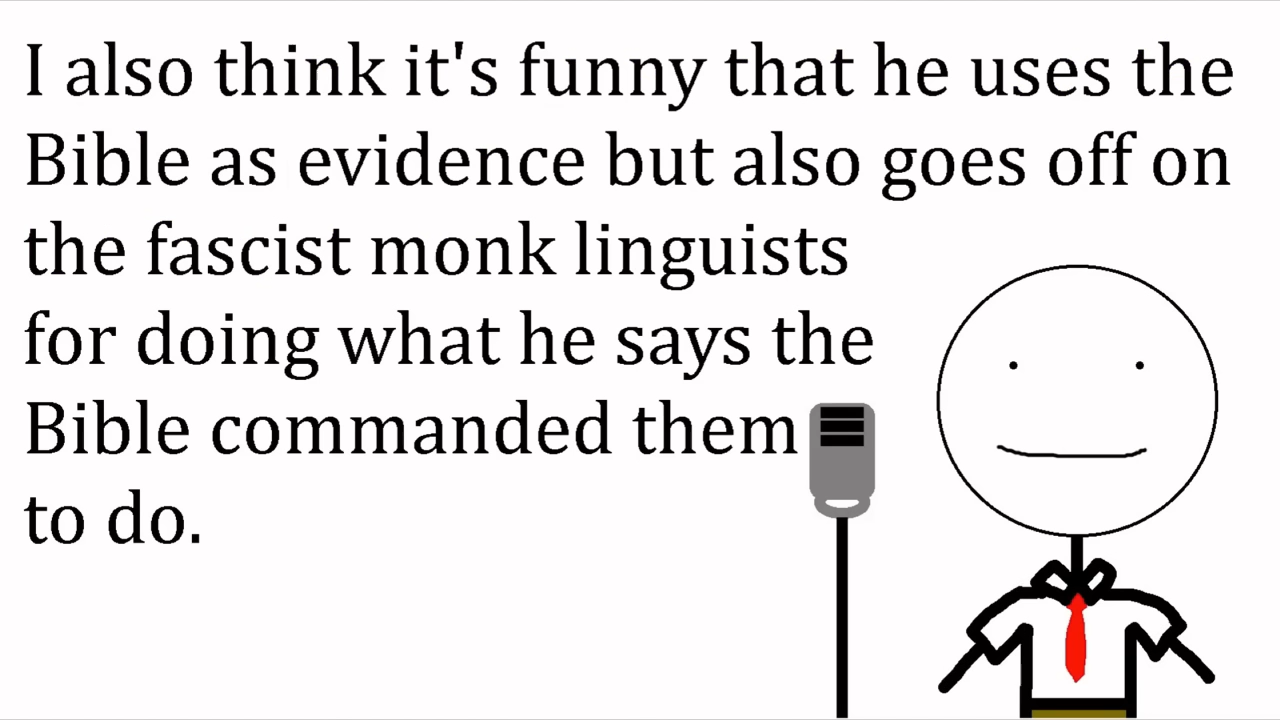 I also think it's funny that he uses the
Bible as evidence but also goes off on
the fascist monk linguists
for doing what he says the
Bible commanded them
to do.